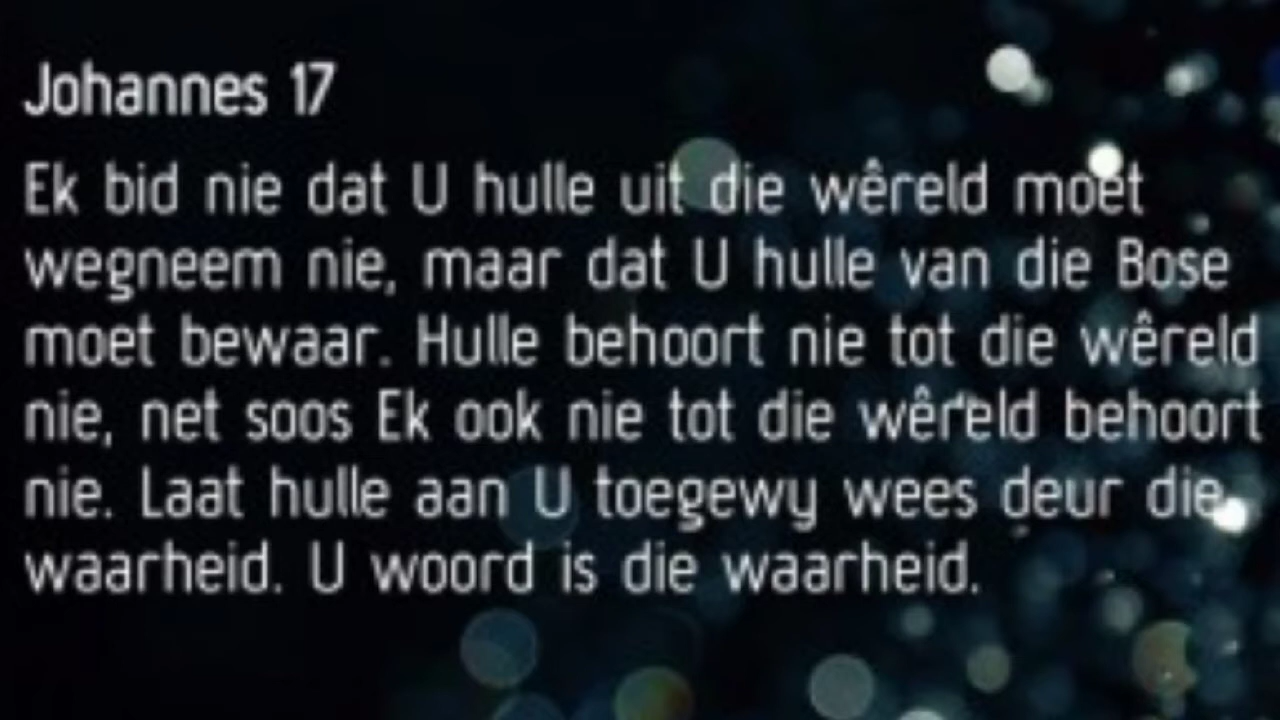 Johannes 17
Ek bid nie dat U hulle uit die wêreld moet
wegneem nie, maar dat U hulle van die Bose
moet bewaar. Hulle behoort nie tot die wêreld
nie, net soos Ek ook nie tot die wêreld behoort
nie. Laat hulle aan U toegewy wees deur die
waarheid. U woord is die waarheid.